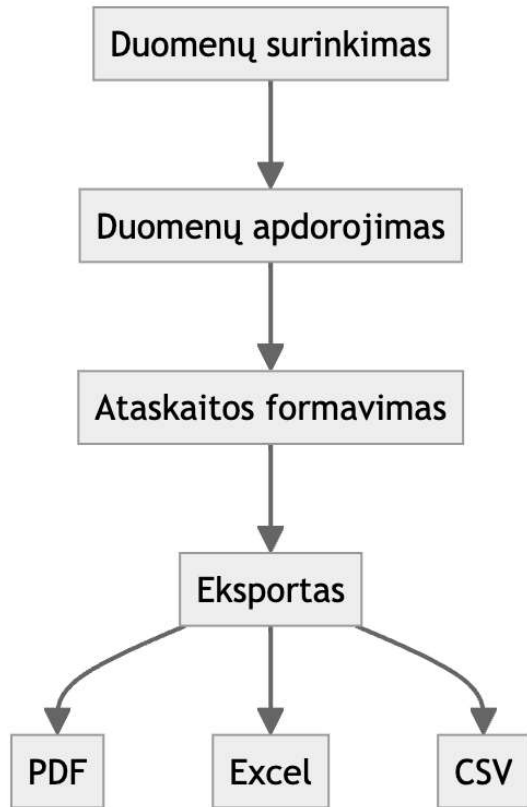 Duomenų surinkimas
Duomenų apdorojimas
Ataskaitos formavimas
Eksportas
PDF
Excel
CSV